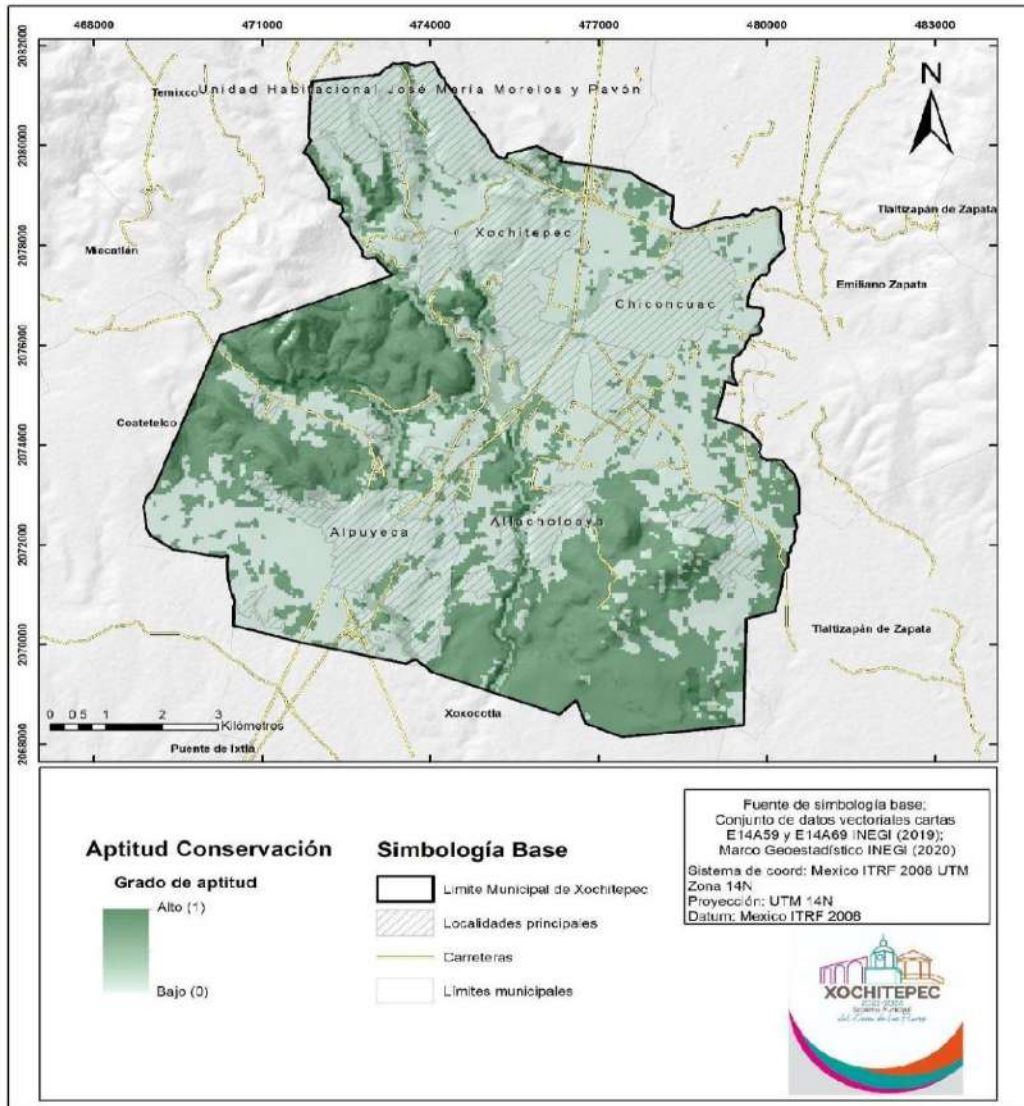 468000 471000 474000 477000 480000 483000
2082000
2080000
2078000
2076000
2074000
2072000
2070000
2068000
N
Temixco
Unidad Habitacional José María Morelos y Pavón
Tlaltizapán de Zapata
Xochitepec
Miacatlán
Emiliano Zapata
Chiconcuac
Coatetelco
Alpuyeca
Atlacholoaya
Tlaltizapán de Zapata
Xoxocotla
0 0.5 1 2 3
Kilómetros
Puente de Ixtla
Aptitud Conservación
Grado de aptitud
Alto (1)
Bajo (0)
Simbología Base
Límite Municipal de Xochitepec
Localidades principales
Carreteras
Límites municipales
Fuente de simbología base:
Conjunto de datos vectoriales cartas
E14A59 y E14A69 INEGI (2019);
Marco Geoestadístico INEGI (2020)
Sistema de coord: Mexico ITRF 2008 UTM
Zona 14N
Proyección: UTM 14N
Datum: Mexico ITRF 2008
XOCHITEPEC
2022-2024
Gobierno Municipal